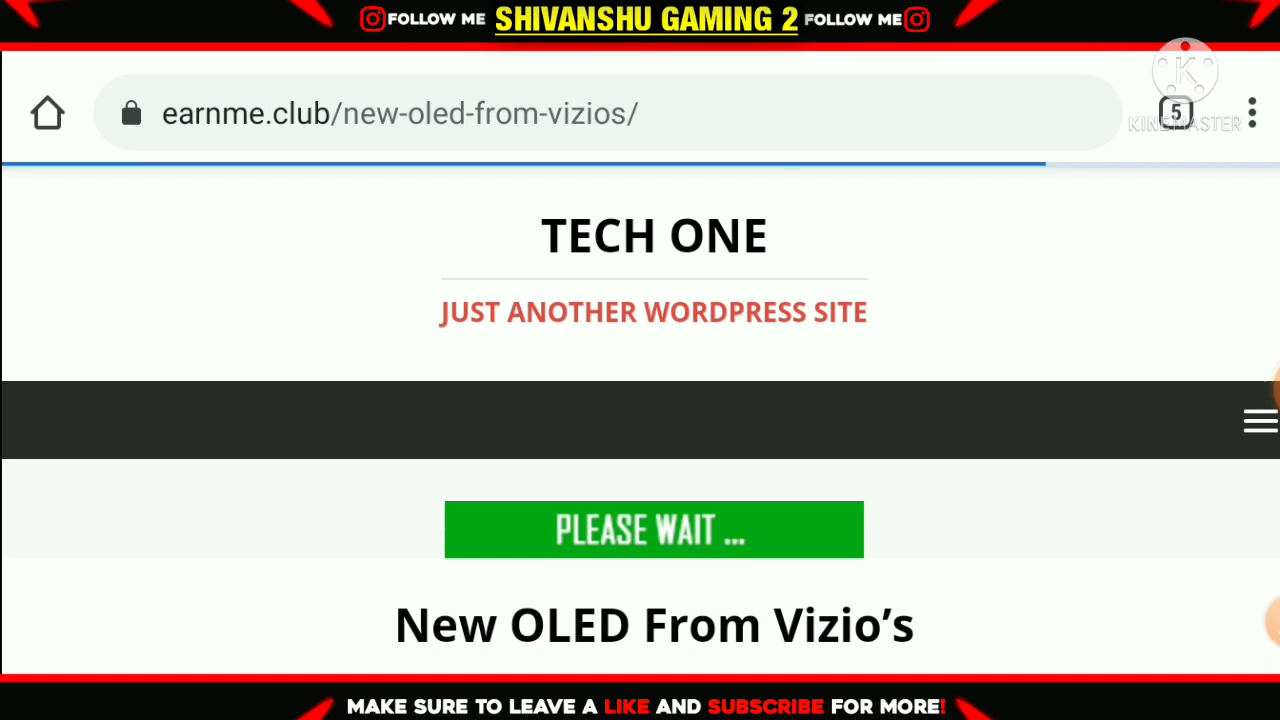 FOLLOW ME SHIVANSHU GAMING 2 FOLLOW ME
earnme.club/new-oled-from-vizios/
5
K
KINEMASTER
TECH ONE
JUST ANOTHER WORDPRESS SITE
PLEASE WAIT ...
New OLED From Vizio’s
MAKE SURE TO LEAVE A LIKE AND SUBSCRIBE FOR MORE!